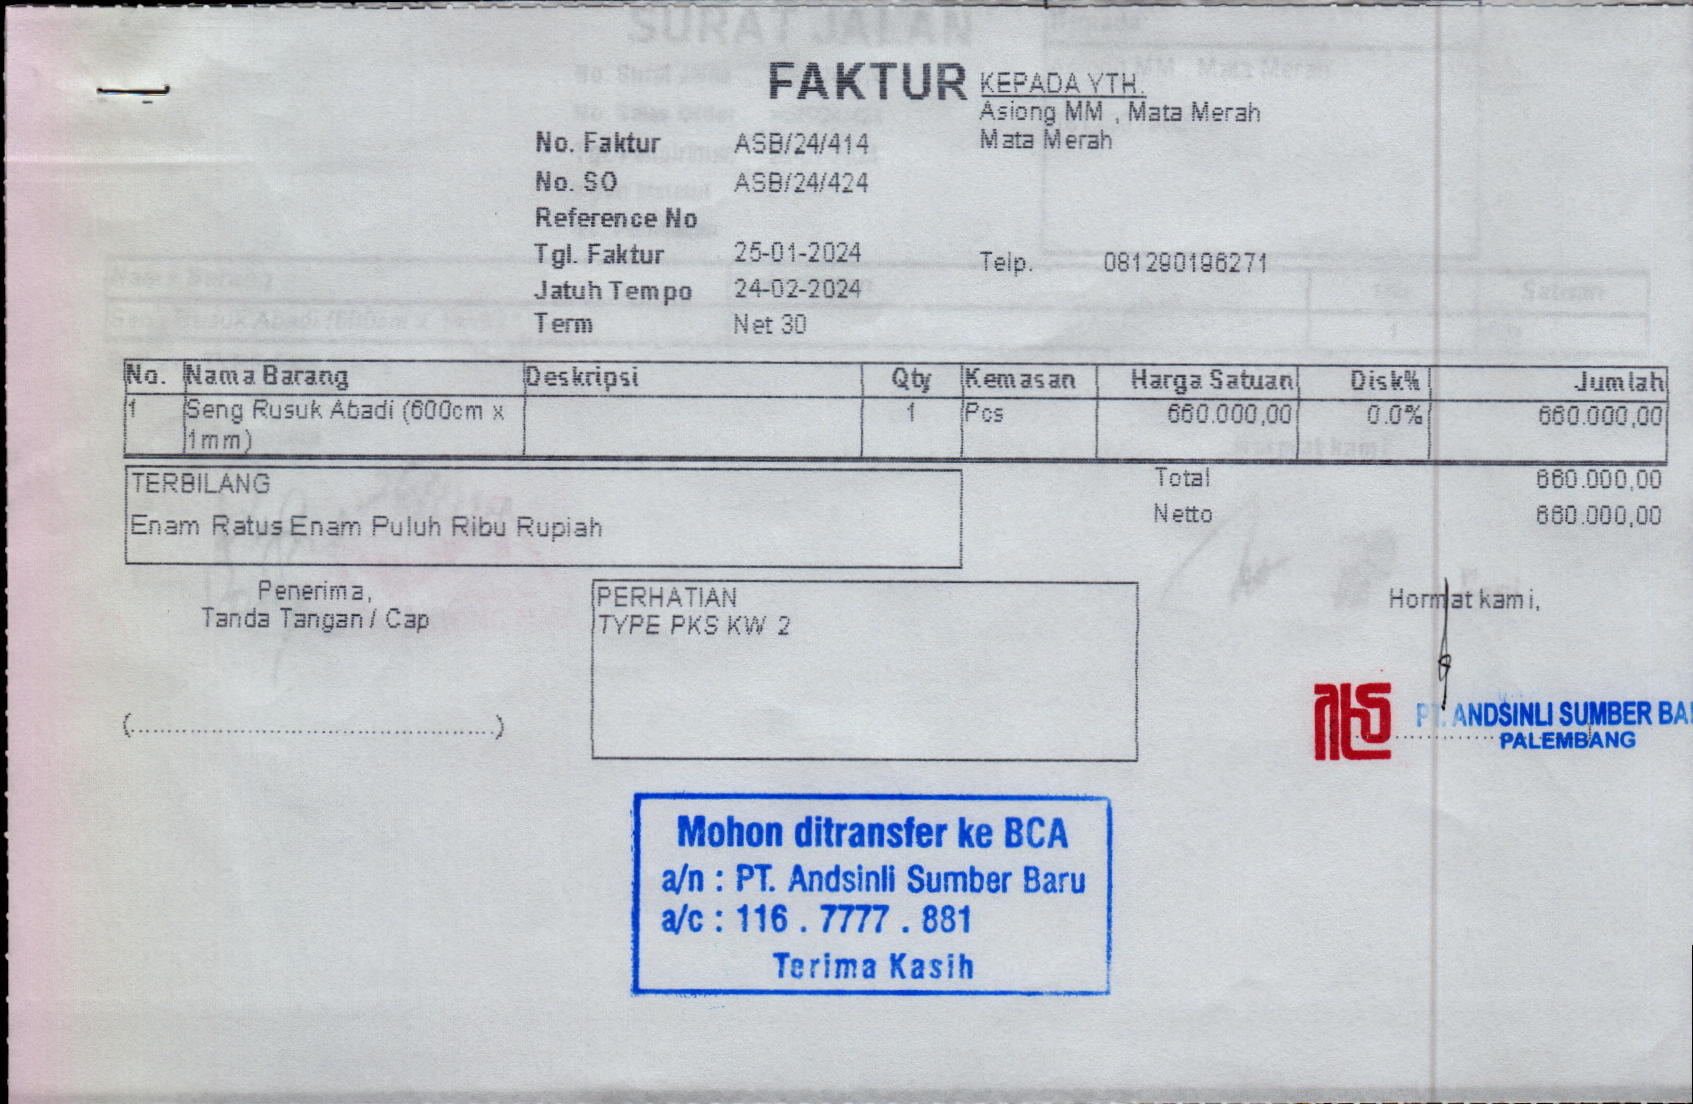 FAKTUR
KEPADA YTH.
Asiong MM , Mata Merah
Mata Merah
No. Faktur ASB/24/414
No. SO ASB/24/424
Reference No
Tgl. Faktur 25-01-2024
Telp. 081290196271
Jatuh Tempo 24-02-2024
Term Net 30
No. Nama Barang Deskripsi Qty Kemasan Harga Satuan Disk% Jumlah
1 Seng Rusuk Abadi (600cm x 1 Pcs 660.000,00 0.0% 660.000,00
1mm)
TERBILANG
Enam Ratus Enam Puluh Ribu Rupiah
Total 660.000,00
Netto 660.000,00
Penerima,
Tanda Tangan / Cap
(..........................................................)
PERHATIAN
TYPE PKS KW 2
Hormat kami,
PT. ANDSINLI SUMBER BA
PALEMBANG
Mohon ditransfer ke BCA
a/n : PT. Andsinli Sumber Baru
a/c : 116 . 7777 . 881
Terima Kasih